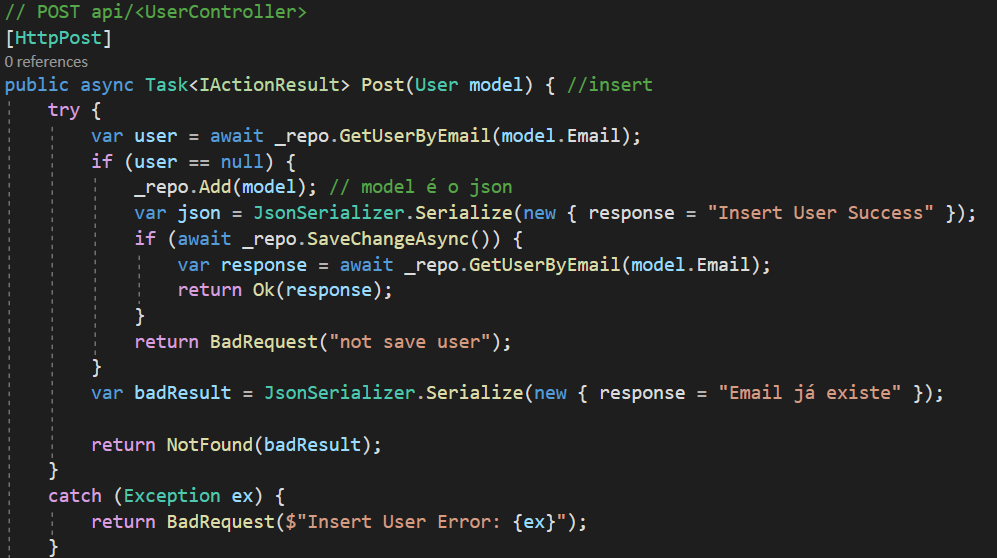 // POST api/<UserController>
[HttpPost]
0 references
public async Task<IActionResult> Post(User model) { //insert
try {
var user = await _repo.GetUserByEmail(model.Email);
if (user == null) {
_repo.Add(model); // model é o json
var json = JsonSerializer.Serialize(new { response = "Insert User Success" });
if (await _repo.SaveChangeAsync()) {
var response = await _repo.GetUserByEmail(model.Email);
return Ok(response);
}
return BadRequest("not save user");
}
var badResult = JsonSerializer.Serialize(new { response = "Email já existe" });
return NotFound(badResult);
}
catch (Exception ex) {
return BadRequest($"Insert User Error: {ex}");
}